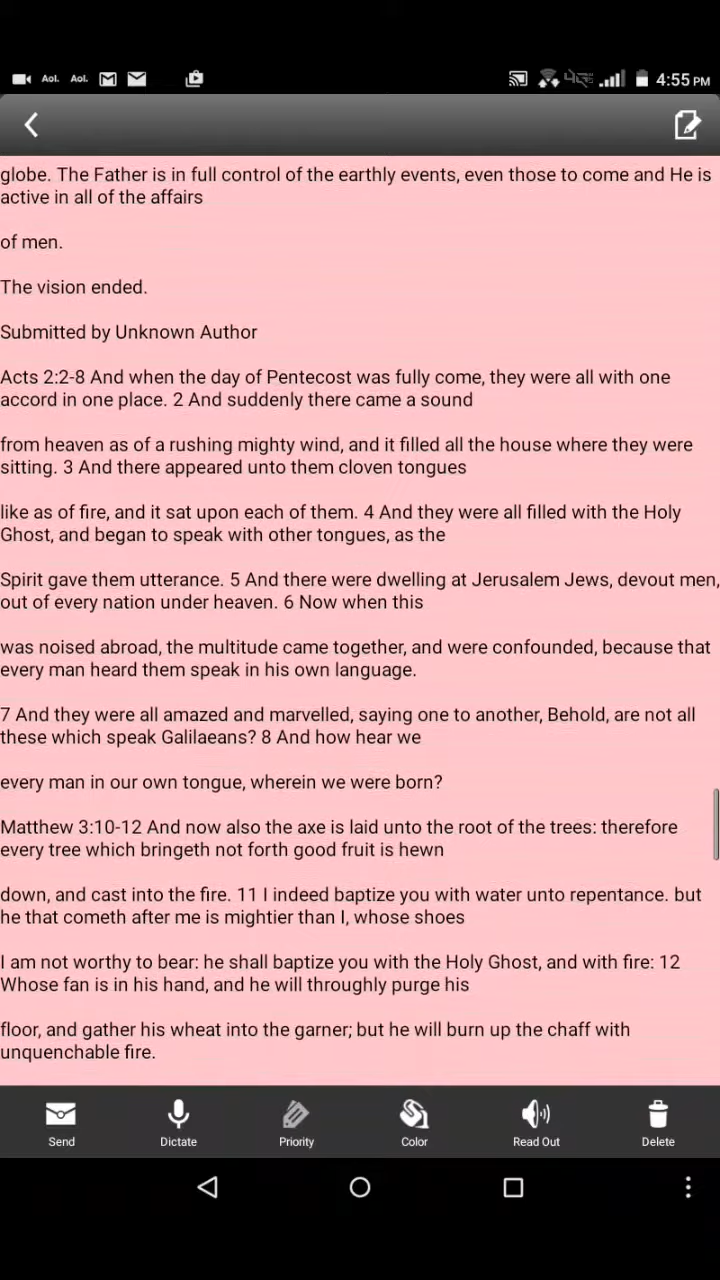 Aol. Aol. 4:55 PM
globe. The Father is in full control of the earthly events, even those to come and He is
active in all of the affairs
of men.
The vision ended.
Submitted by Unknown Author
Acts 2:2-8 And when the day of Pentecost was fully come, they were all with one
accord in one place. 2 And suddenly there came a sound
from heaven as of a rushing mighty wind, and it filled all the house where they were
sitting. 3 And there appeared unto them cloven tongues
like as of fire, and it sat upon each of them. 4 And they were all filled with the Holy
Ghost, and began to speak with other tongues, as the
Spirit gave them utterance. 5 And there were dwelling at Jerusalem Jews, devout men,
out of every nation under heaven. 6 Now when this
was noised abroad, the multitude came together, and were confounded, because that
every man heard them speak in his own language.
7 And they were all amazed and marvelled, saying one to another, Behold, are not all
these which speak Galilaeans? 8 And how hear we
every man in our own tongue, wherein we were born?
Matthew 3:10-12 And now also the axe is laid unto the root of the trees: therefore
every tree which bringeth not forth good fruit is hewn
down, and cast into the fire. 11 I indeed baptize you with water unto repentance. but
he that cometh after me is mightier than I, whose shoes
I am not worthy to bear: he shall baptize you with the Holy Ghost, and with fire: 12
Whose fan is in his hand, and he will throughly purge his
floor, and gather his wheat into the garner; but he will burn up the chaff with
unquenchable fire.
Send Dictate Priority Color Read Out Delete